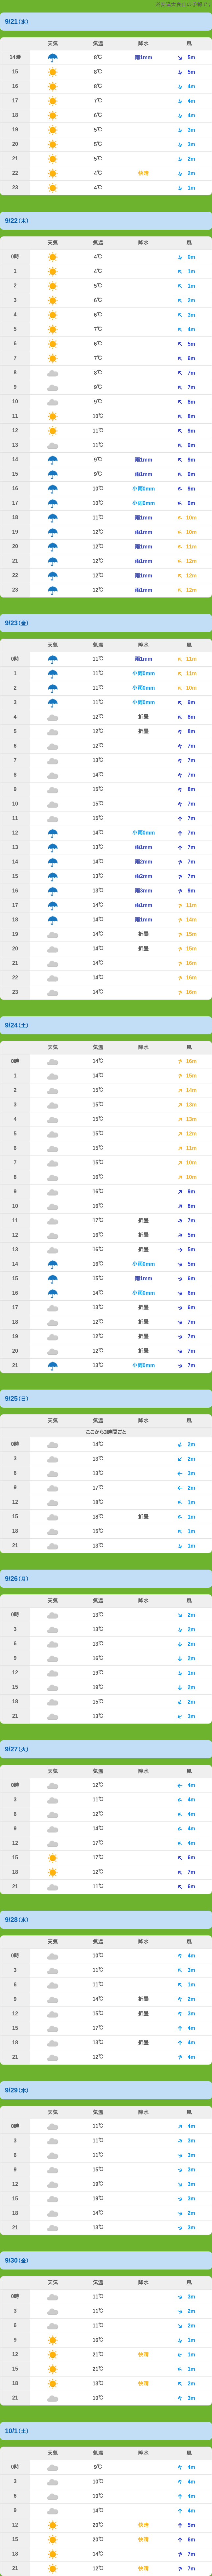 ※安達太良山の予報です
9/21(水)
天気 気温 降水 風
14時 8℃ 雨1mm 5m
15 8℃ 5m
16 8℃ 4m
17 7℃ 4m
18 6℃ 4m
19 5℃ 3m
20 5℃ 3m
21 5℃ 2m
22 4℃ 快晴 2m
23 4℃ 1m
9/22(木)
天気 気温 降水 風
0時 4℃ 0m
1 4℃ 1m
2 5℃ 1m
3 6℃ 2m
4 6℃ 3m
5 7℃ 4m
6 6℃ 5m
7 7℃ 6m
8 8℃ 7m
9 9℃ 7m
10 9℃ 8m
11 10℃ 8m
12 11℃ 9m
13 11℃ 9m
14 9℃ 雨1mm 9m
15 9℃ 雨1mm 9m
16 10℃ 小雨0mm 9m
17 10℃ 小雨0mm 9m
18 11℃ 雨1mm 10m
19 12℃ 雨1mm 10m
20 12℃ 雨1mm 11m
21 12℃ 雨1mm 12m
22 12℃ 雨1mm 12m
23 12℃ 雨1mm 12m
9/23(金)
天気 気温 降水 風
0時 11℃ 雨1mm 11m
1 11℃ 小雨0mm 11m
2 11℃ 小雨0mm 10m
3 11℃ 小雨0mm 9m
4 12℃ 折曇 8m
5 12℃ 折曇 8m
6 12℃ 7m
7 13℃ 7m
8 14℃ 7m
9 15℃ 8m
10 15℃ 7m
11 15℃ 7m
12 14℃ 小雨0mm 7m
13 13℃ 雨1mm 7m
14 14℃ 雨2mm 7m
15 13℃ 雨2mm 7m
16 13℃ 雨3mm 9m
17 14℃ 雨1mm 11m
18 14℃ 雨1mm 14m
19 14℃ 折曇 15m
20 14℃ 折曇 15m
21 14℃ 16m
22 14℃ 16m
23 14℃ 16m
9/24(土)
天気 気温 降水 風
0時 14℃ 16m
1 14℃ 15m
2 15℃ 14m
3 15℃ 13m
4 15℃ 13m
5 15℃ 12m
6 15℃ 11m
7 15℃ 10m
8 16℃ 10m
9 16℃ 9m
10 16℃ 8m
11 17℃ 折曇 7m
12 16℃ 折曇 5m
13 16℃ 折曇 5m
14 16℃ 小雨0mm 5m
15 15℃ 雨1mm 6m
16 14℃ 小雨0mm 6m
17 13℃ 折曇 6m
18 12℃ 折曇 7m
19 12℃ 折曇 7m
20 12℃ 折曇 7m
21 13℃ 小雨0mm 7m
9/25(日)
天気 気温 降水 風
ここから3時間ごと
0時 14℃ 2m
3 13℃ 2m
6 13℃ 3m
9 17℃ 2m
12 18℃ 1m
15 18℃ 折曇 1m
18 15℃ 1m
21 13℃ 1m
9/26(月)
天気 気温 降水 風
0時 13℃ 2m
3 13℃ 2m
6 13℃ 2m
9 16℃ 2m
12 19℃ 1m
15 19℃ 2m
18 15℃ 2m
21 13℃ 3m
9/27(火)
天気 気温 降水 風
0時 12℃ 4m
3 11℃ 4m
6 12℃ 4m
9 14℃ 4m
12 17℃ 4m
15 17℃ 6m
18 12℃ 7m
21 11℃ 6m
9/28(水)
天気 気温 降水 風
0時 10℃ 4m
3 11℃ 3m
6 11℃ 1m
9 14℃ 折曇 2m
12 15℃ 折曇 3m
15 17℃ 4m
18 13℃ 折曇 4m
21 12℃ 4m
9/29(木)
天気 気温 降水 風
0時 11℃ 4m
3 11℃ 3m
6 11℃ 3m
9 15℃ 3m
12 19℃ 3m
15 19℃ 3m
18 14℃ 2m
21 13℃ 3m
9/30(金)
天気 気温 降水 風
0時 11℃ 3m
3 11℃ 2m
6 11℃ 2m
9 16℃ 1m
12 21℃ 快晴 1m
15 21℃ 1m
18 13℃ 快晴 2m
21 10℃ 3m
10/1(土)
天気 気温 降水 風
0時 9℃ 4m
3 10℃ 4m
6 10℃ 4m
9 14℃ 4m
12 20℃ 快晴 5m
15 20℃ 快晴 6m
18 14℃ 7m
21 12℃ 快晴 7m